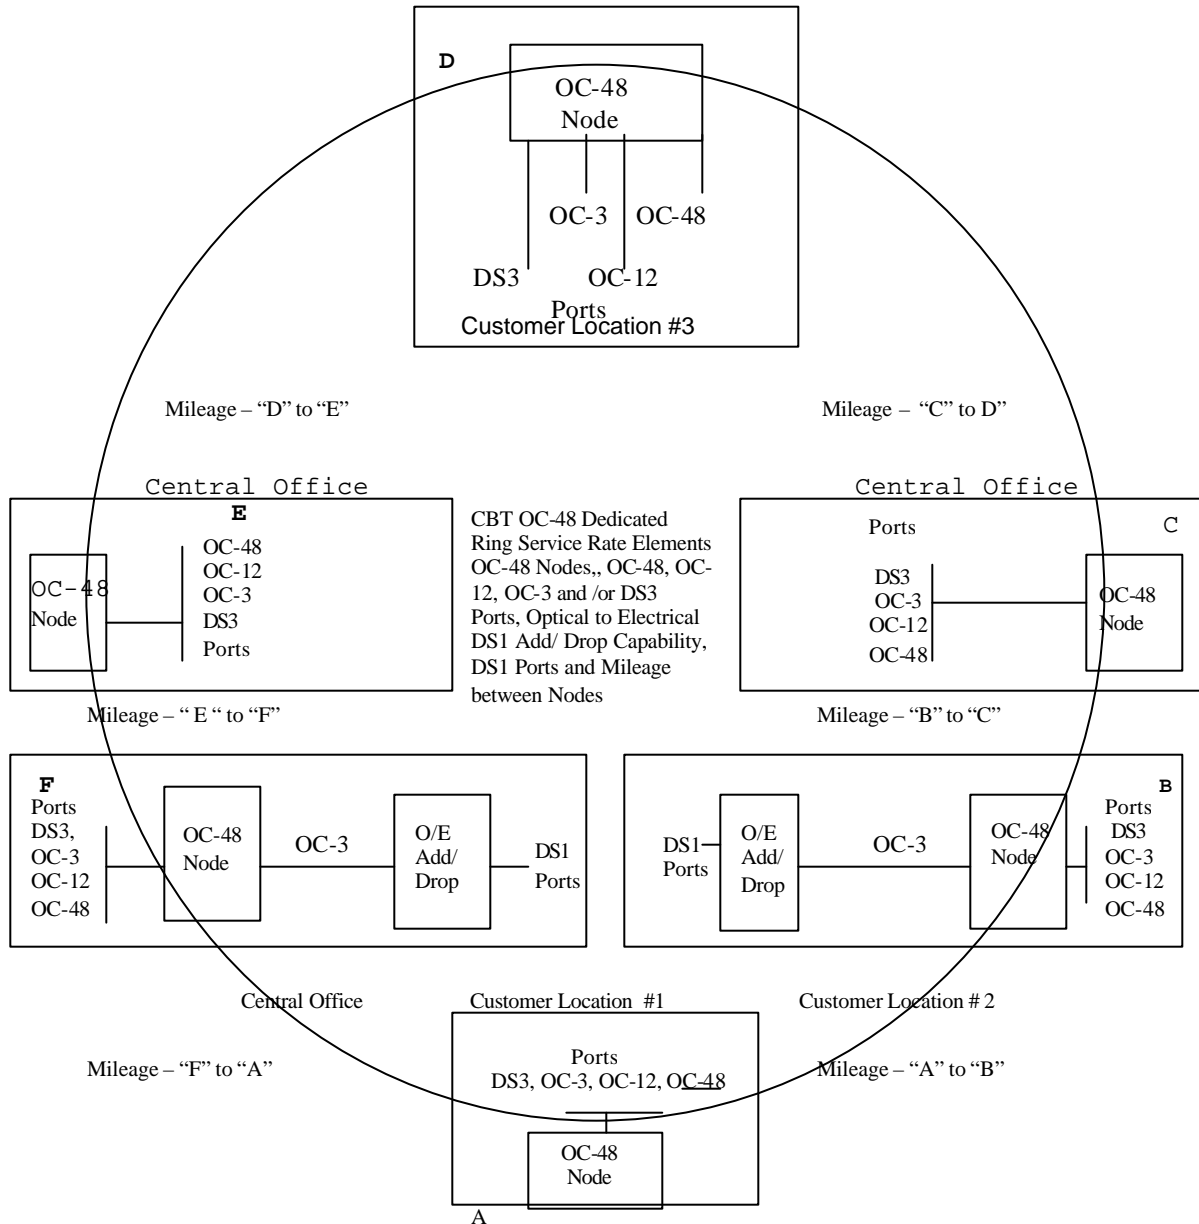 D
OC-48
Node
OC-3
OC-48
DS3
OC-12
Ports
Customer Location #3
Mileage – “D” to “E”
Mileage – “C” to D”
Central Office
E
OC-48
Node
OC-48
OC-12
OC-3
DS3
Ports
CBT OC-48 Dedicated
Ring Service Rate Elements
OC-48 Nodes,, OC-48, OC-
12, OC-3 and /or DS3
Ports, Optical to Electrical
DS1 Add/ Drop Capability,
DS1 Ports and Mileage
between Nodes
Central Office
Ports
C
DS3
OC-3
OC-12
OC-48
OC-48
Node
Mileage – “ E “ to “F”
Mileage – “B” to “C”
F
Ports
DS3,
OC-3
OC-12
OC-48
OC-48
Node
OC-3
O/E
Add/
Drop
DS1
Ports
DS1
Ports
O/E
Add/
Drop
OC-3
OC-48
Node
B
Ports
DS3
OC-3
OC-12
OC-48
Central Office
Customer Location #1
Customer Location # 2
Mileage – “F” to “A”
Mileage – “A” to “B”
Ports
DS3, OC-3, OC-12, OC-48
OC-48
Node
A